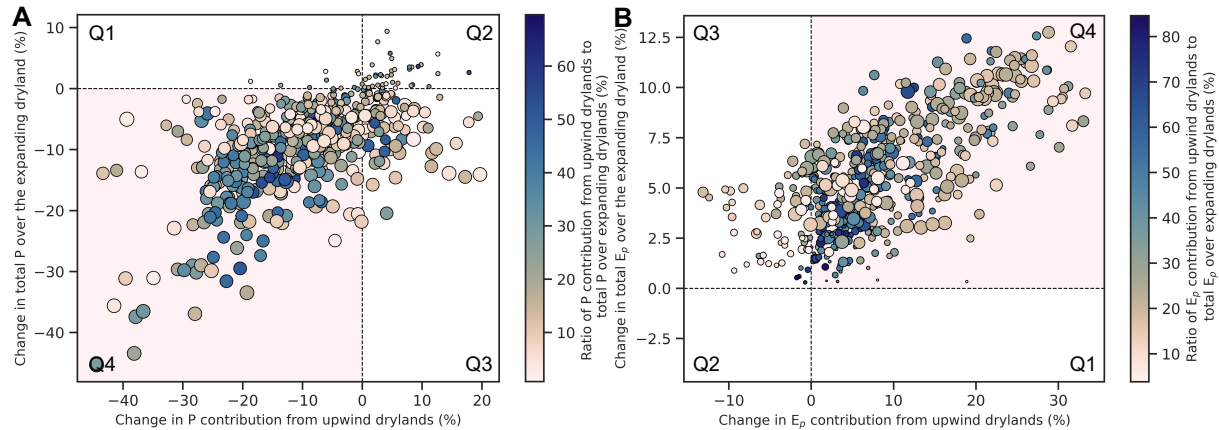 A
Q1
Q2
Q4
Q3
10
0
−10
−20
−30
−40
−40
−30
−20
−10
0
10
20
Change in total P over the expanding dryland (%)
Change in P contribution from upwind drylands (%)
60
50
40
30
20
10
Ratio of P contribution from upwind drylands to
total P over expanding drylands (%)
B
Q3
Q4
Q2
Q1
12.5
10.0
7.5
5.0
2.5
0.0
−2.5
−10
0
10
20
30
Change in total Eₚ over the expanding dryland (%)
Change in Eₚ contribution from upwind drylands (%)
80
70
60
50
40
30
20
10
Ratio of Eₚ contribution from upwind drylands to
total Eₚ over expanding drylands (%)